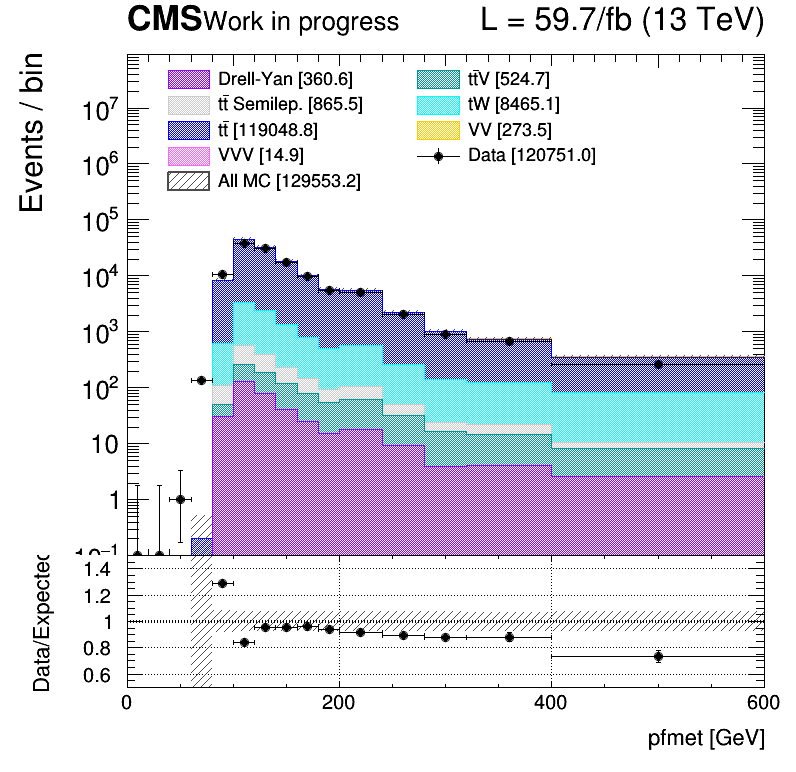 CMS Work in progress L = 59.7/fb (13 TeV)
Events / bin
Drell-Yan [360.6] tt̄V [524.7]
tt̄ Semilep. [865.5] tW [8465.1]
tt̄ [119048.8] VV [273.5]
VVV [14.9] Data [120751.0]
All MC [129553.2]
10⁷
10⁶
10⁵
10⁴
10³
10²
10
1
10⁻¹
Data/Expected
1.4
1.2
1
0.8
0.6
0 200 400 600
pfmet [GeV]